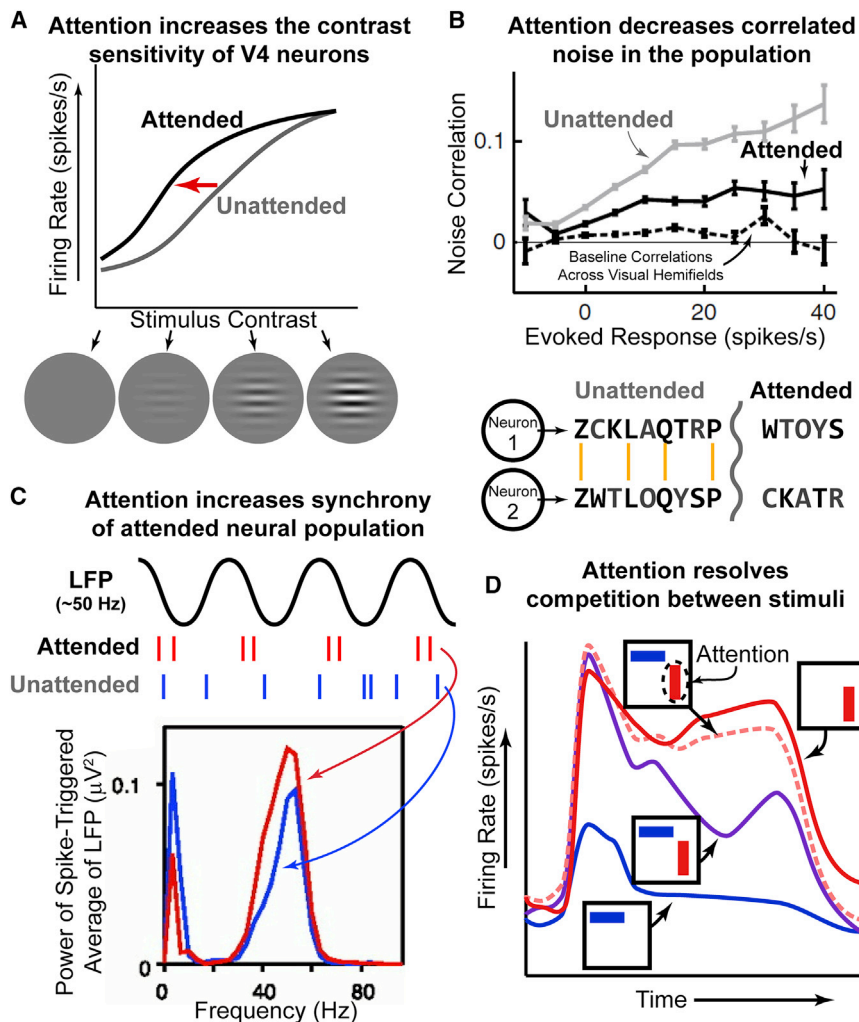 A
Attention increases the contrast
sensitivity of V4 neurons
Firing Rate (spikes/s)
Attended
Unattended
Stimulus Contrast
B
Attention decreases correlated
noise in the population
Noise Correlation
0.1
0
Unattended
Attended
Baseline Correlations
Across Visual Hemifields
0 20 40
Evoked Response (spikes/s)
Unattended Attended
Neuron
1
ZCKLAQTRP WTOYS
Neuron
2
ZWTLOQYSP CKATR
C
Attention increases synchrony
of attended neural population
LFP
(~50 Hz)
Attended
Unattended
Power of Spike-Triggered
Average of LFP (μV²)
0.1
0
0 40 80
Frequency (Hz)
D
Attention resolves
competition between stimuli
Attention
Firing Rate (spikes/s)
Time